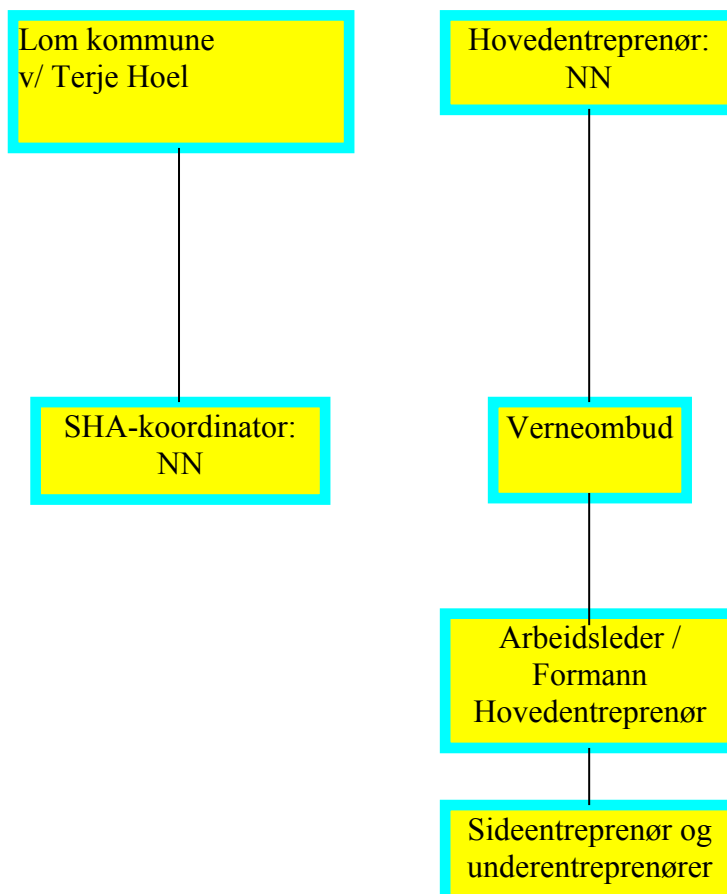 Lom kommune
v/ Terje Hoel
Hovedentreprenør:
NN
SHA-koordinator:
NN
Verneombud
Arbeidsleder /
Formann
Hovedentreprenør
Sideentreprenør og
underentreprenører